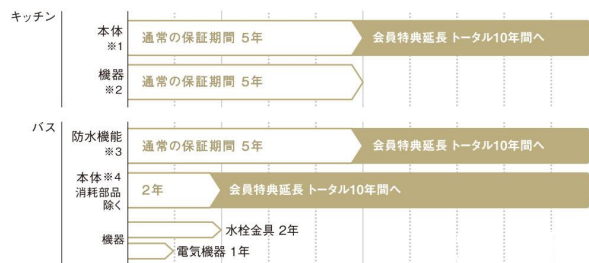 キッチン
本体
※1
通常の保証期間 5年
会員特典延長 トータル10年間へ
機器
※2
通常の保証期間 5年
バス
防水機能
※3
通常の保証期間 5年
会員特典延長 トータル10年間へ
本体※4
消耗部品
除く
2年
会員特典延長 トータル10年間へ
機器
水栓金具 2年
電気機器 1年